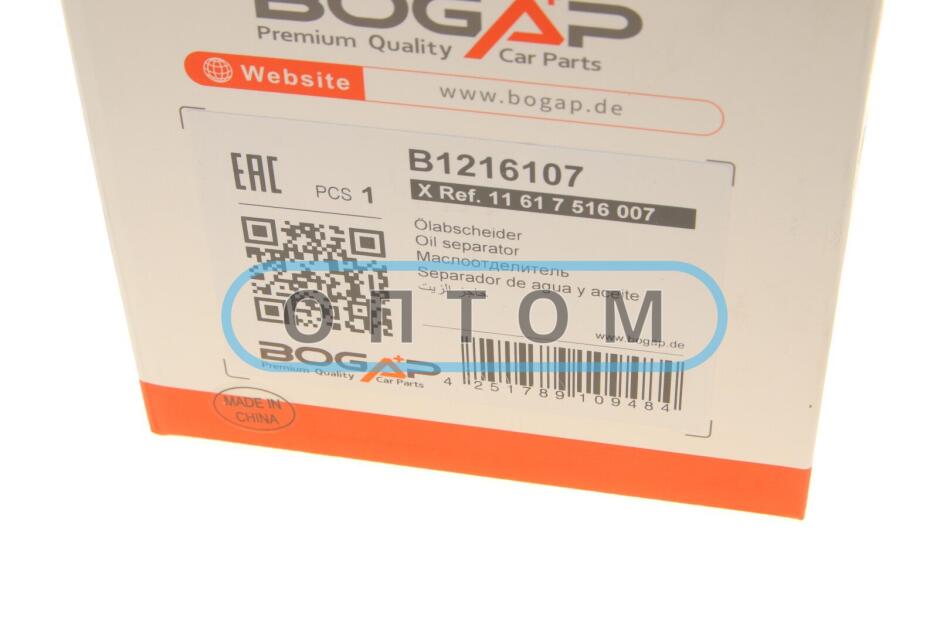 BOGAP
Premium Quality Car Parts
Website www.bogap.de
B1216107
EAC PCS 1
X Ref. 11 61 7 516 007
Ölabscheider
Oil separator
Маслоотделитель
Separador de agua y aceite
حاجز الزيت
ОПТОМ
www.bogap.de
BOGAP
Premium Quality Car Parts
4 251789 109484
MADE IN
CHINA